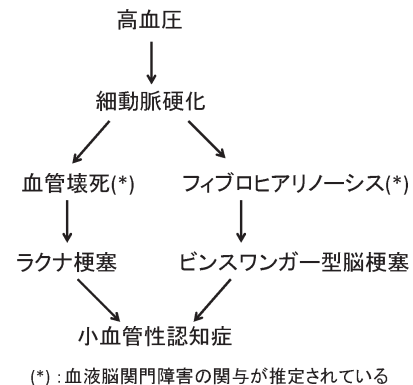 高血圧
細動脈硬化
血管壊死(*) フィブロヒアリノーシス(*)
ラクナ梗塞 ビンスワンガー型脳梗塞
小血管性認知症
(*)：血液脳関門障害の関与が推定されている